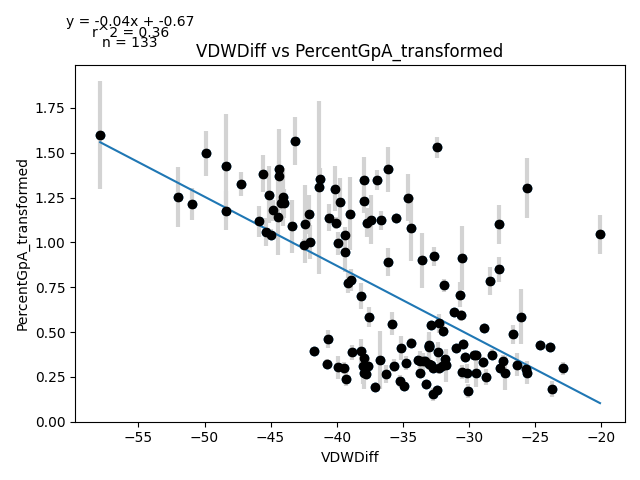 y = -0.04x + -0.67
r^2 = 0.36
n = 133
VDWDiff vs PercentGpA_transformed
PercentGpA_transformed
1.75
1.50
1.25
1.00
0.75
0.50
0.25
0.00
−55 −50 −45 −40 −35 −30 −25 −20
VDWDiff